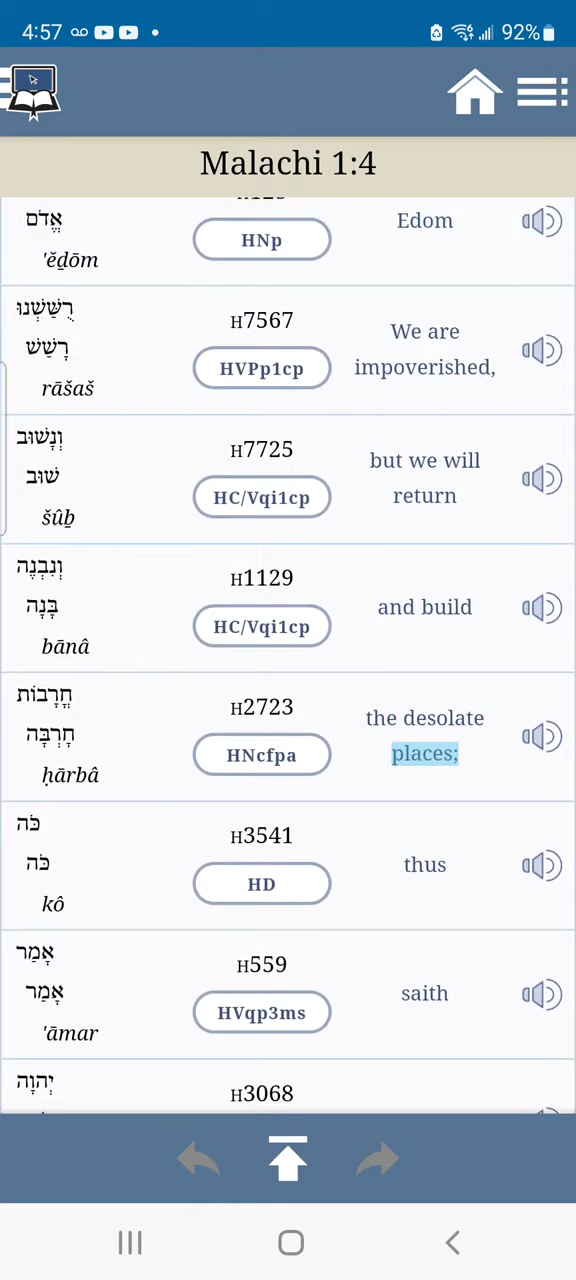 4:57
92%
Malachi 1:4
אֱדֹם
'ĕḏōm
HNp
Edom
רֻשַּׁשְׁנוּ
רָשַׁשׁ
rāšaš
H7567
HVPp1cp
We are
impoverished,
וְנָשׁוּב
שׁוּב
šûḇ
H7725
HC/Vqi1cp
but we will
return
וְנִבְנֶה
בָּנָה
bānâ
H1129
HC/Vqi1cp
and build
חֳרָבוֹת
חָרְבָּה
ḥārbâ
H2723
HNcfpa
the desolate
places;
כֹּה
כֹּה
kô
H3541
HD
thus
אָמַר
אָמַר
'āmar
H559
HVqp3ms
saith
יְהוָה
H3068